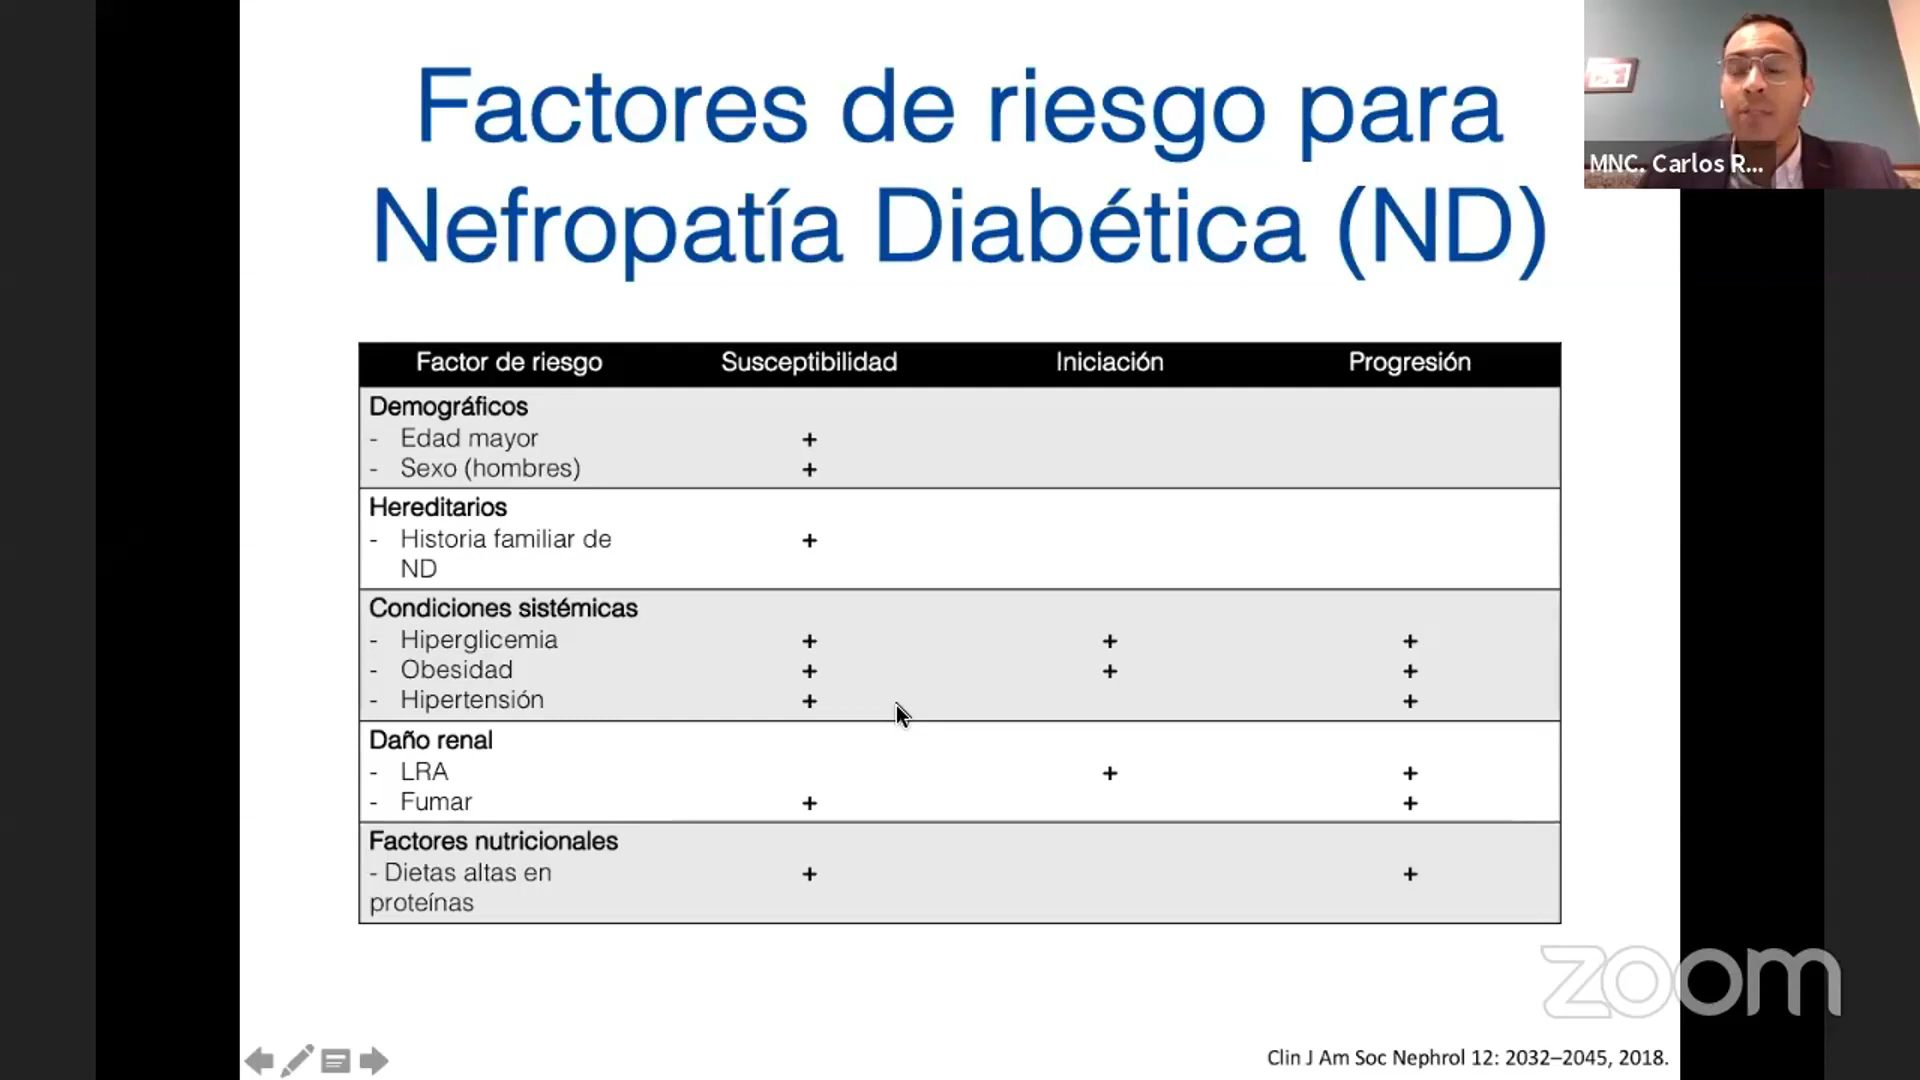 Factores de riesgo para
Nefropatía Diabética (ND)
MNC. Carlos R...
Factor de riesgo Susceptibilidad Iniciación Progresión
Demográficos
- Edad mayor +
- Sexo (hombres) +
Hereditarios
- Historia familiar de +
ND
Condiciones sistémicas
- Hiperglicemia + + +
- Obesidad + + +
- Hipertensión + +
Daño renal
- LRA + +
- Fumar + +
Factores nutricionales
- Dietas altas en + +
proteínas
zoom
Clin J Am Soc Nephrol 12: 2032–2045, 2018.